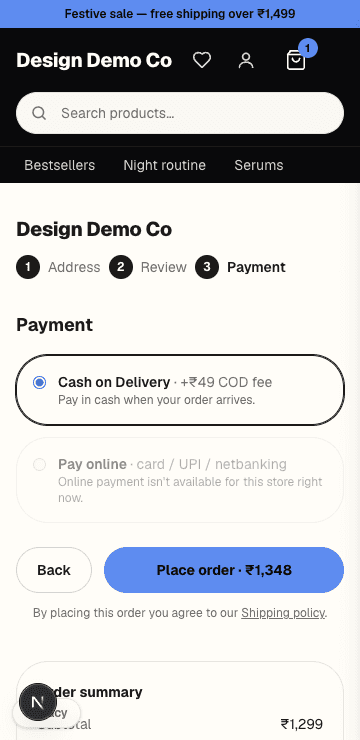 Festive sale — free shipping over ₹1,499
Design Demo Co
1
Search products...
Bestsellers Night routine Serums
Design Demo Co
1 Address 2 Review 3 Payment
Payment
Cash on Delivery · +₹49 COD fee
Pay in cash when your order arrives.
Pay online · card / UPI / netbanking
Online payment isn't available for this store right
now.
Back Place order · ₹1,348
By placing this order you agree to our Shipping policy.
summary
N
₹1,299